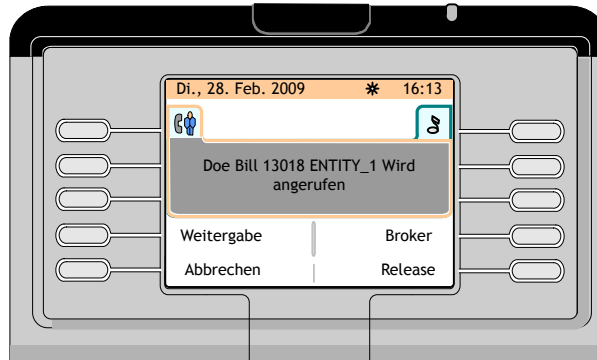 Di., 28. Feb. 2009 16:13
Doe Bill 13018 ENTITY_1 Wird
angerufen
Weitergabe Broker
Abbrechen Release